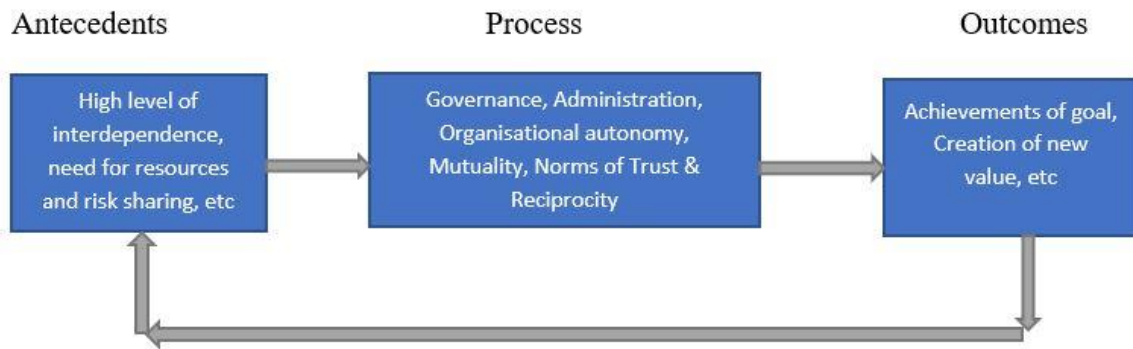 Antecedents
Process
Outcomes
High level of
interdependence,
need for resources
and risk sharing, etc
Governance, Administration,
Organisational autonomy,
Mutuality, Norms of Trust &
Reciprocity
Achievements of goal,
Creation of new
value, etc